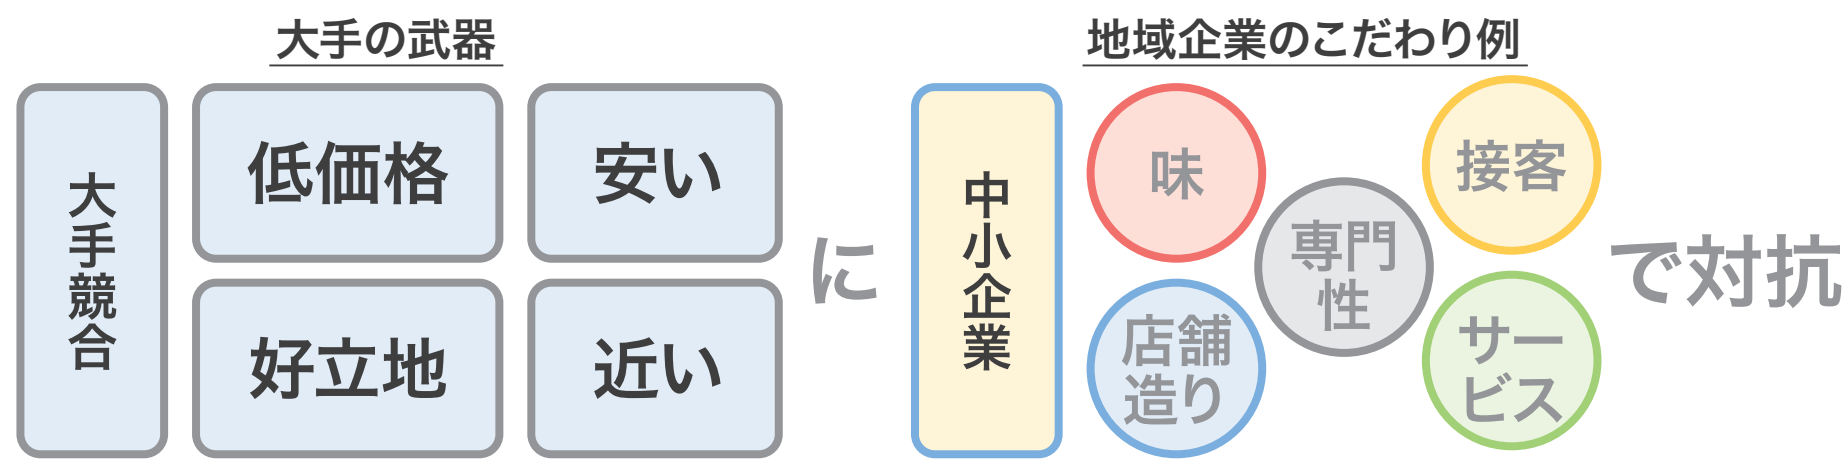 大手の武器
大手競合
低価格
安い
好立地
近い
に
地域企業のこだわり例
中小企業
味
接客
専門
性
店舗
造り
サー
ビス
で対抗